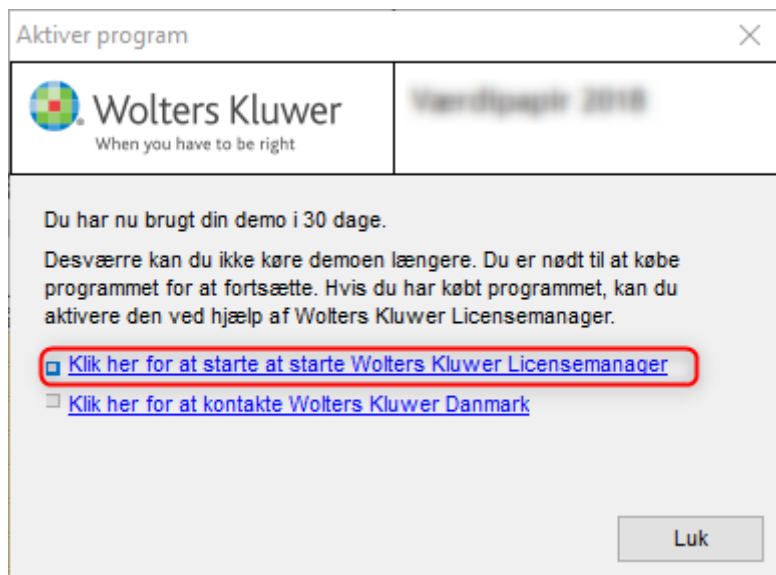 Aktiver program
Wolters Kluwer
When you have to be right
Værdipapir 2018
Du har nu brugt din demo i 30 dage.
Desværre kan du ikke køre demoen længere. Du er nødt til at købe
programmet for at fortsætte. Hvis du har købt programmet, kan du
aktivere den ved hjælp af Wolters Kluwer Licensemanager.
Klik her for at starte at starte Wolters Kluwer Licensemanager
Klik her for at kontakte Wolters Kluwer Danmark
Luk